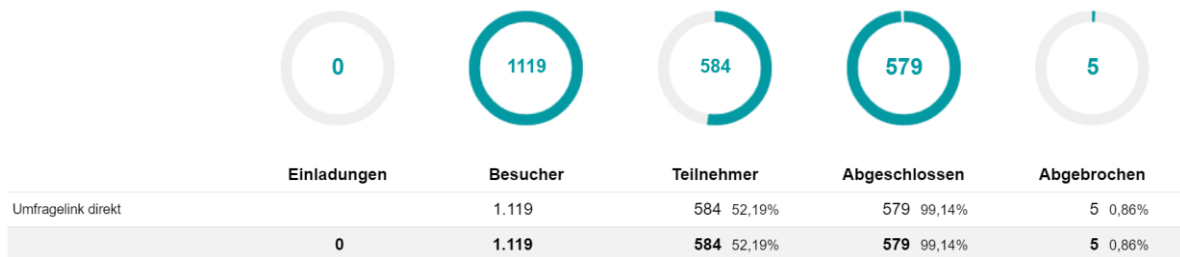 0 1119 584 579 5
Einladungen Besucher Teilnehmer Abgeschlossen Abgebrochen
Umfragelink direkt 1.119 584 52,19% 579 99,14% 5 0,86%
0 1.119 584 52,19% 579 99,14% 5 0,86%